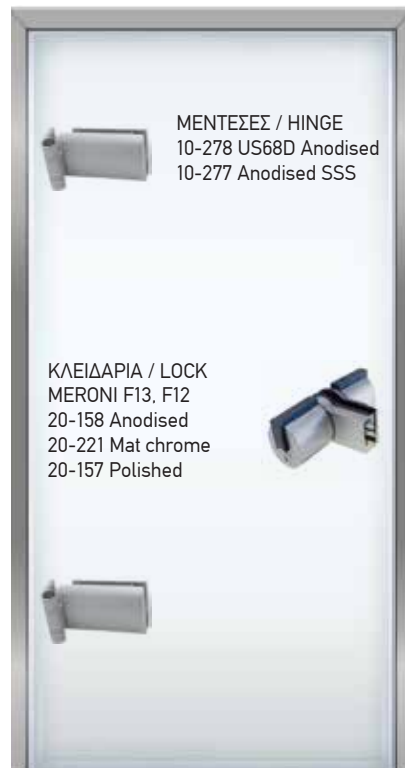 ΜΕΝΤΕΣΕΣ / HINGE
10-278 US68D Anodised
10-277 Anodised SSS
ΚΛΕΙΔΑΡΙΑ / LOCK
MERONI F13, F12
20-158 Anodised
20-221 Mat chrome
20-157 Polished